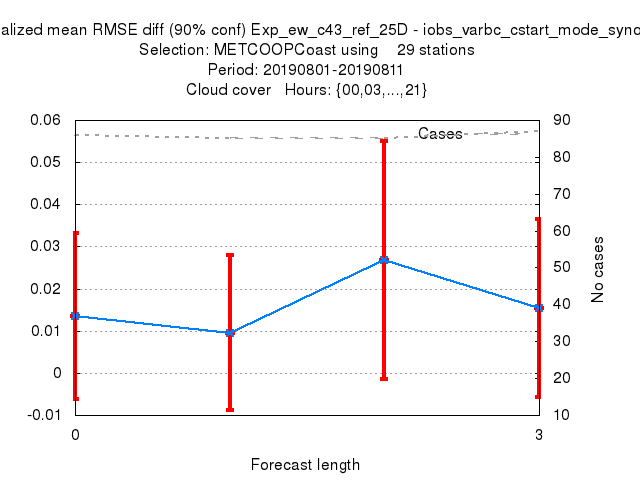 alized mean RMSE diff (90% conf) Exp_ew_c43_ref_25D - iobs_varbc_cstart_mode_syno
Selection: METCOOPCoast using 29 stations
Period: 20190801-20190811
Cloud cover Hours: {00,03,...,21}
0.06
0.05
0.04
0.03
0.02
0.01
0
-0.01
Cases
90
80
70
60
50
40
30
20
10
No cases
0
3
Forecast length